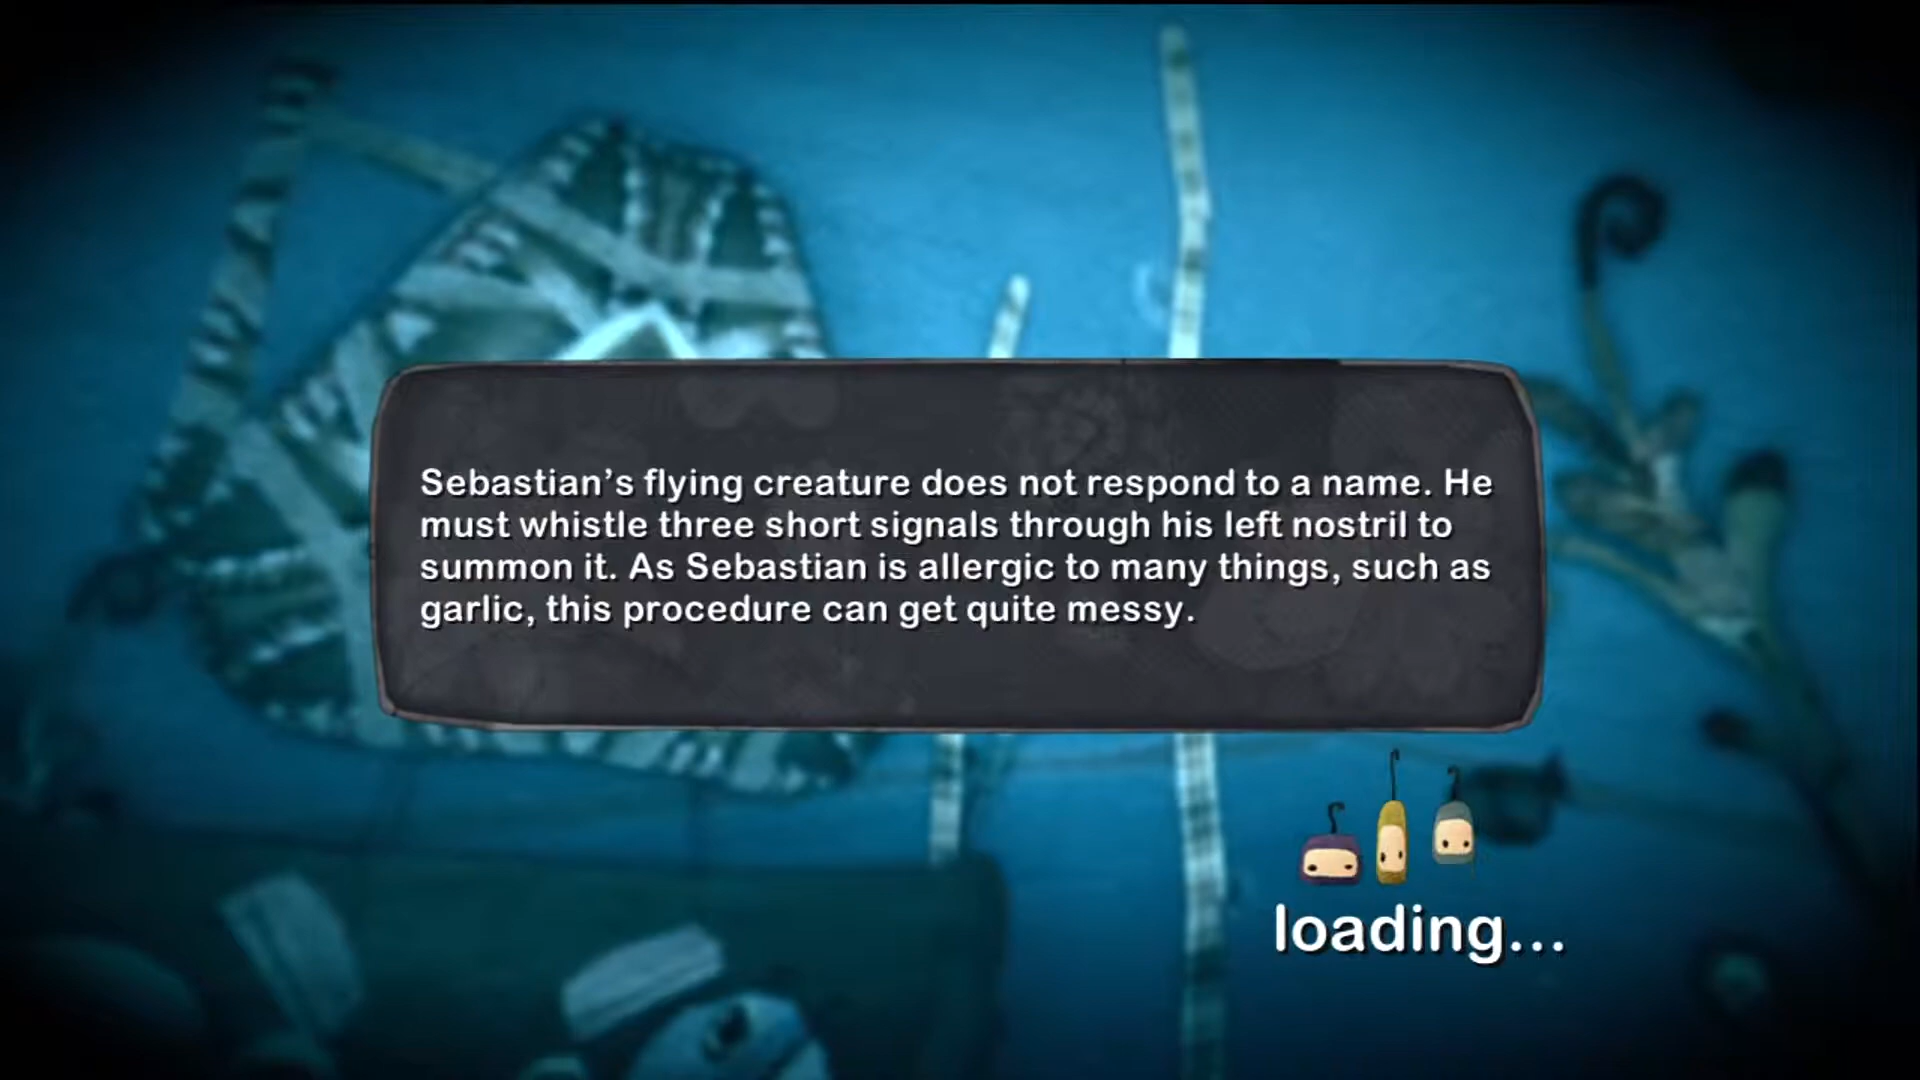 Sebastian’s flying creature does not respond to a name. He
must whistle three short signals through his left nostril to
summon it. As Sebastian is allergic to many things, such as
garlic, this procedure can get quite messy.
loading...